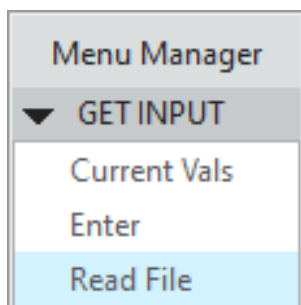 Menu Manager
GET INPUT
Current Vals
Enter
Read File